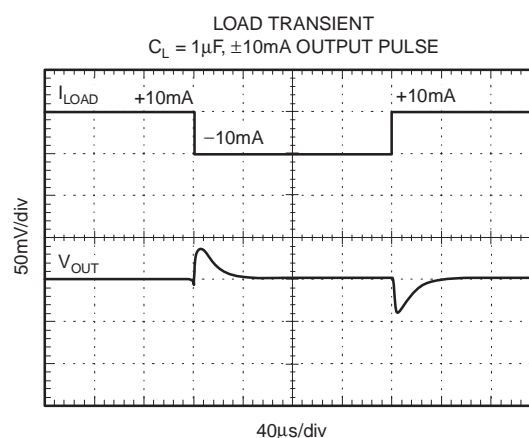 LOAD TRANSIENT
C_L = 1μF, ±10mA OUTPUT PULSE
I_LOAD
+10mA
+10mA
−10mA
50mV/div
V_OUT
40μs/div